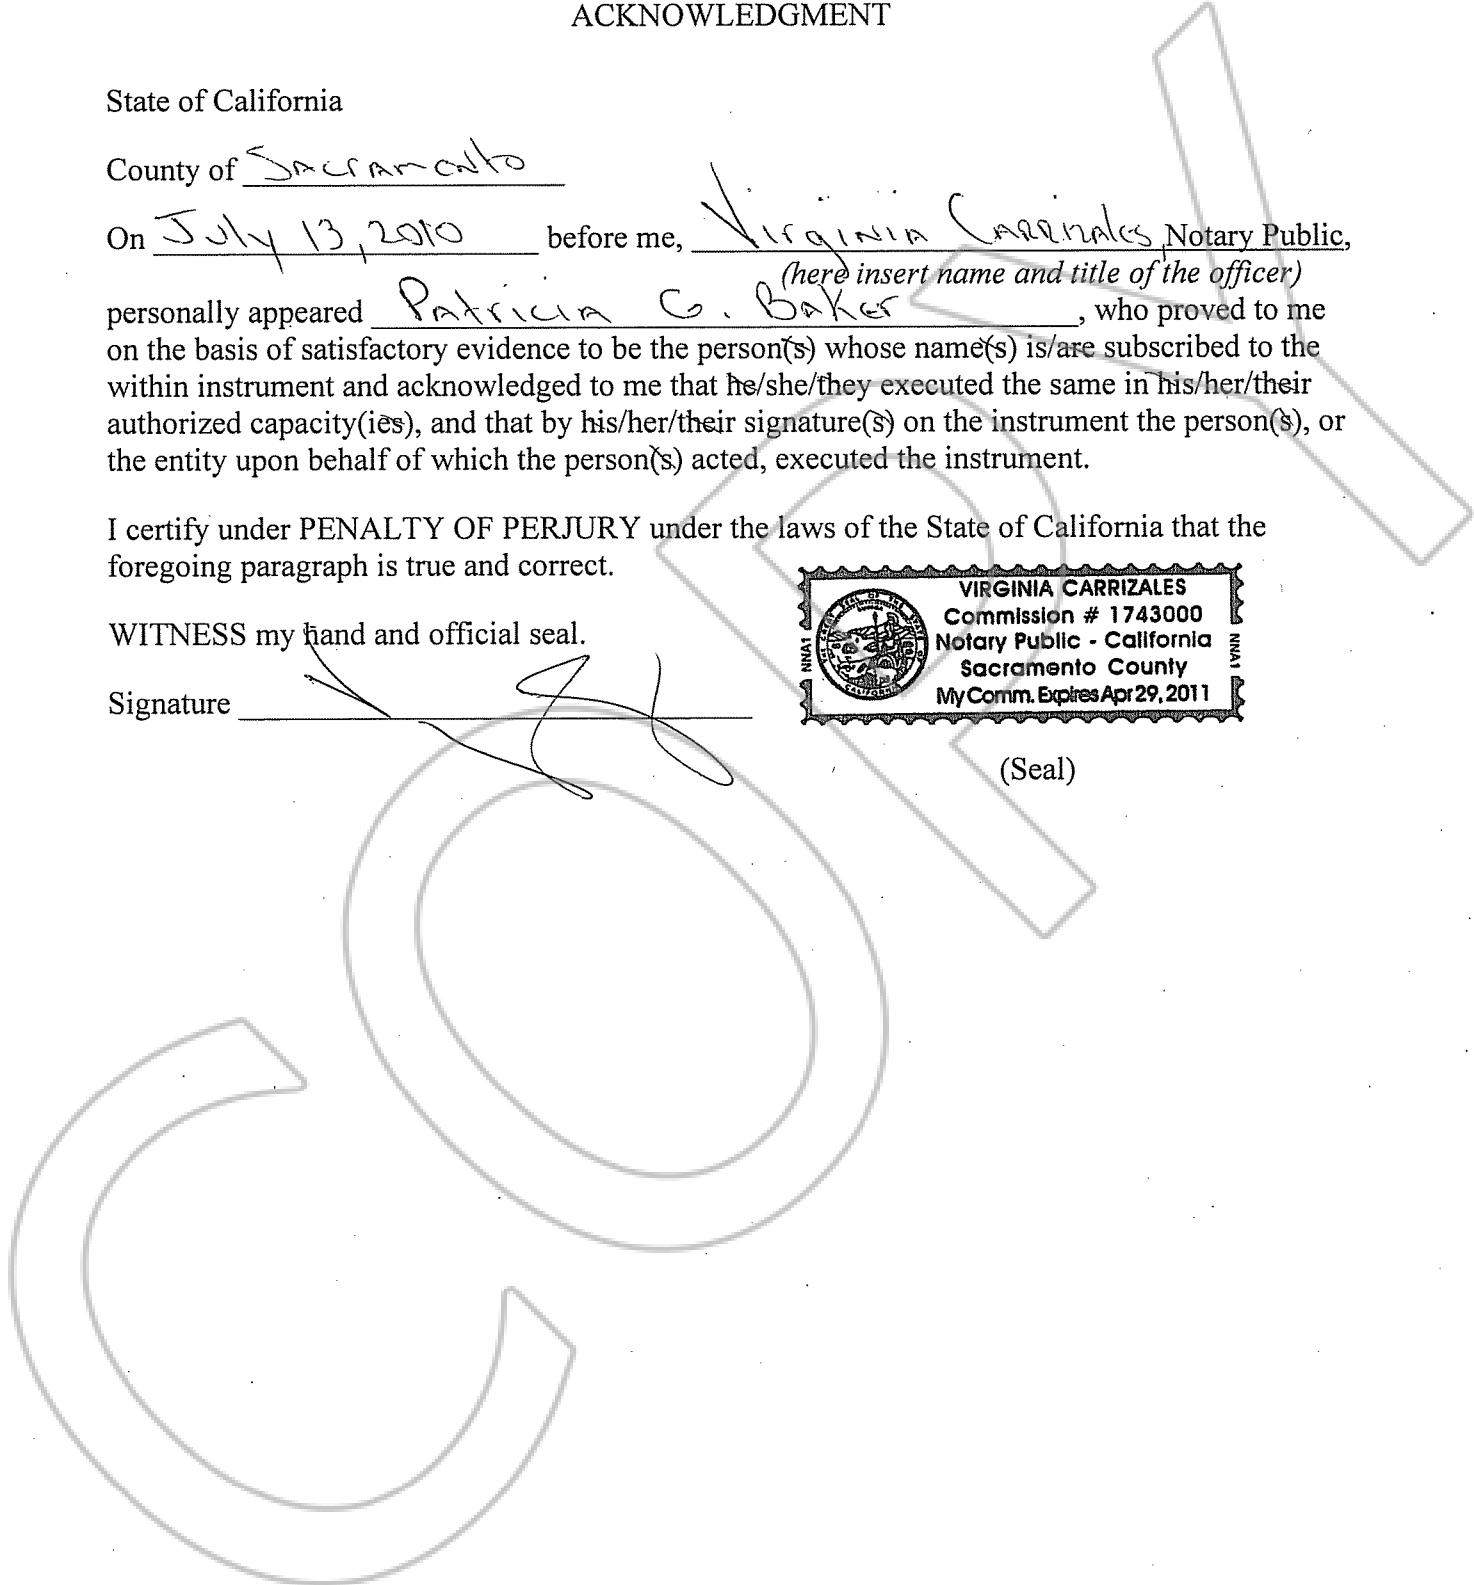 ACKNOWLEDGMENT
State of California
County of Sacramento
On July 13, 2010 before me, Virginia Carrizales, Notary Public,
(here insert name and title of the officer)
personally appeared Patricia G. Baker, who proved to me
on the basis of satisfactory evidence to be the person(s) whose name(s) is/are subscribed to the
within instrument and acknowledged to me that he/she/they executed the same in his/her/their
authorized capacity(ies), and that by his/her/their signature(s) on the instrument the person(s), or
the entity upon behalf of which the person(s) acted, executed the instrument.
I certify under PENALTY OF PERJURY under the laws of the State of California that the
foregoing paragraph is true and correct.
WITNESS my hand and official seal.
Signature
VIRGINIA CARRIZALES
Commission # 1743000
Notary Public - California
Sacramento County
My Comm. Expires Apr 29, 2011
NNA1
NNA1
(Seal)
COPY